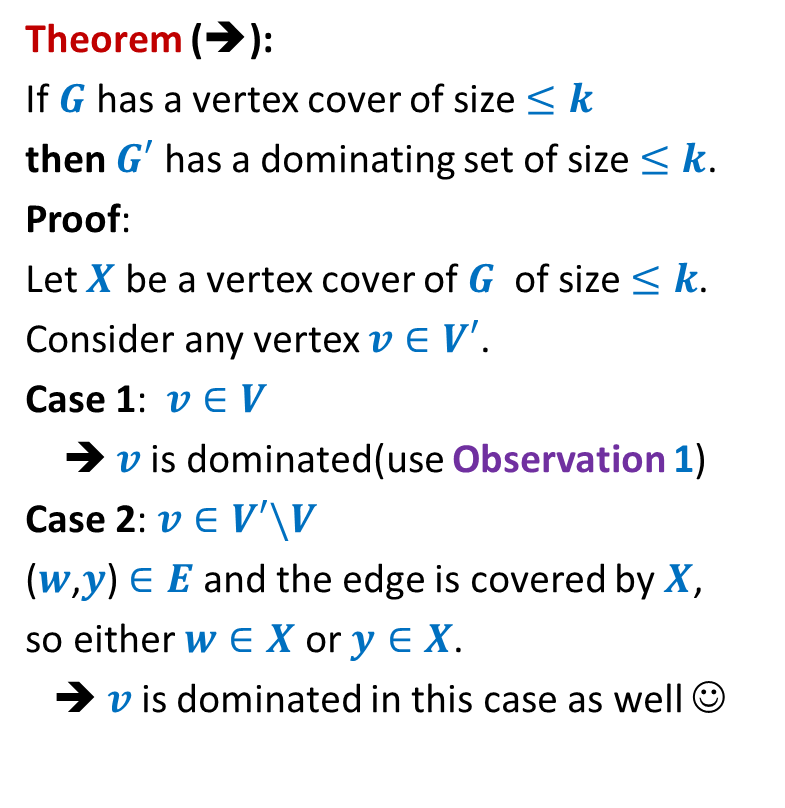 Theorem (➔):
If G has a vertex cover of size ≤ k
then G′ has a dominating set of size ≤ k.
Proof:
Let X be a vertex cover of G of size ≤ k.
Consider any vertex v ∈ V′.
Case 1: v ∈ V
➔ v is dominated(use Observation 1)
Case 2: v ∈ V′\V
(w,y) ∈ E and the edge is covered by X,
so either w ∈ X or y ∈ X.
➔ v is dominated in this case as well ☺